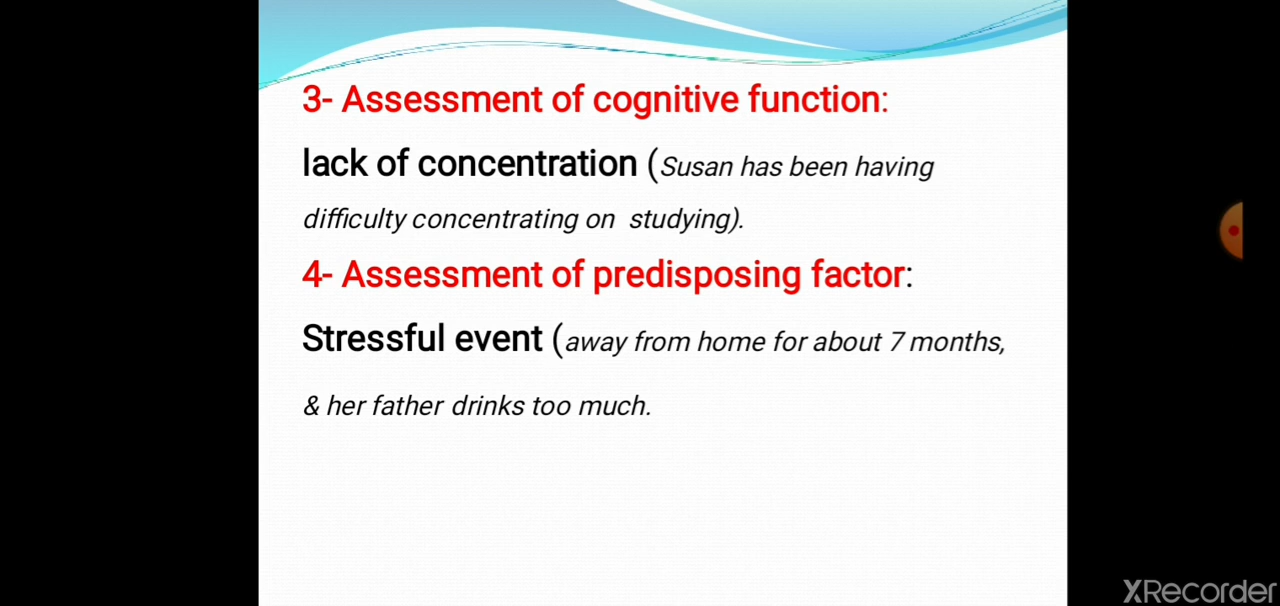 3- Assessment of cognitive function:
lack of concentration (Susan has been having
difficulty concentrating on studying).
4- Assessment of predisposing factor:
Stressful event (away from home for about 7 months,
& her father drinks too much.
XRecorder